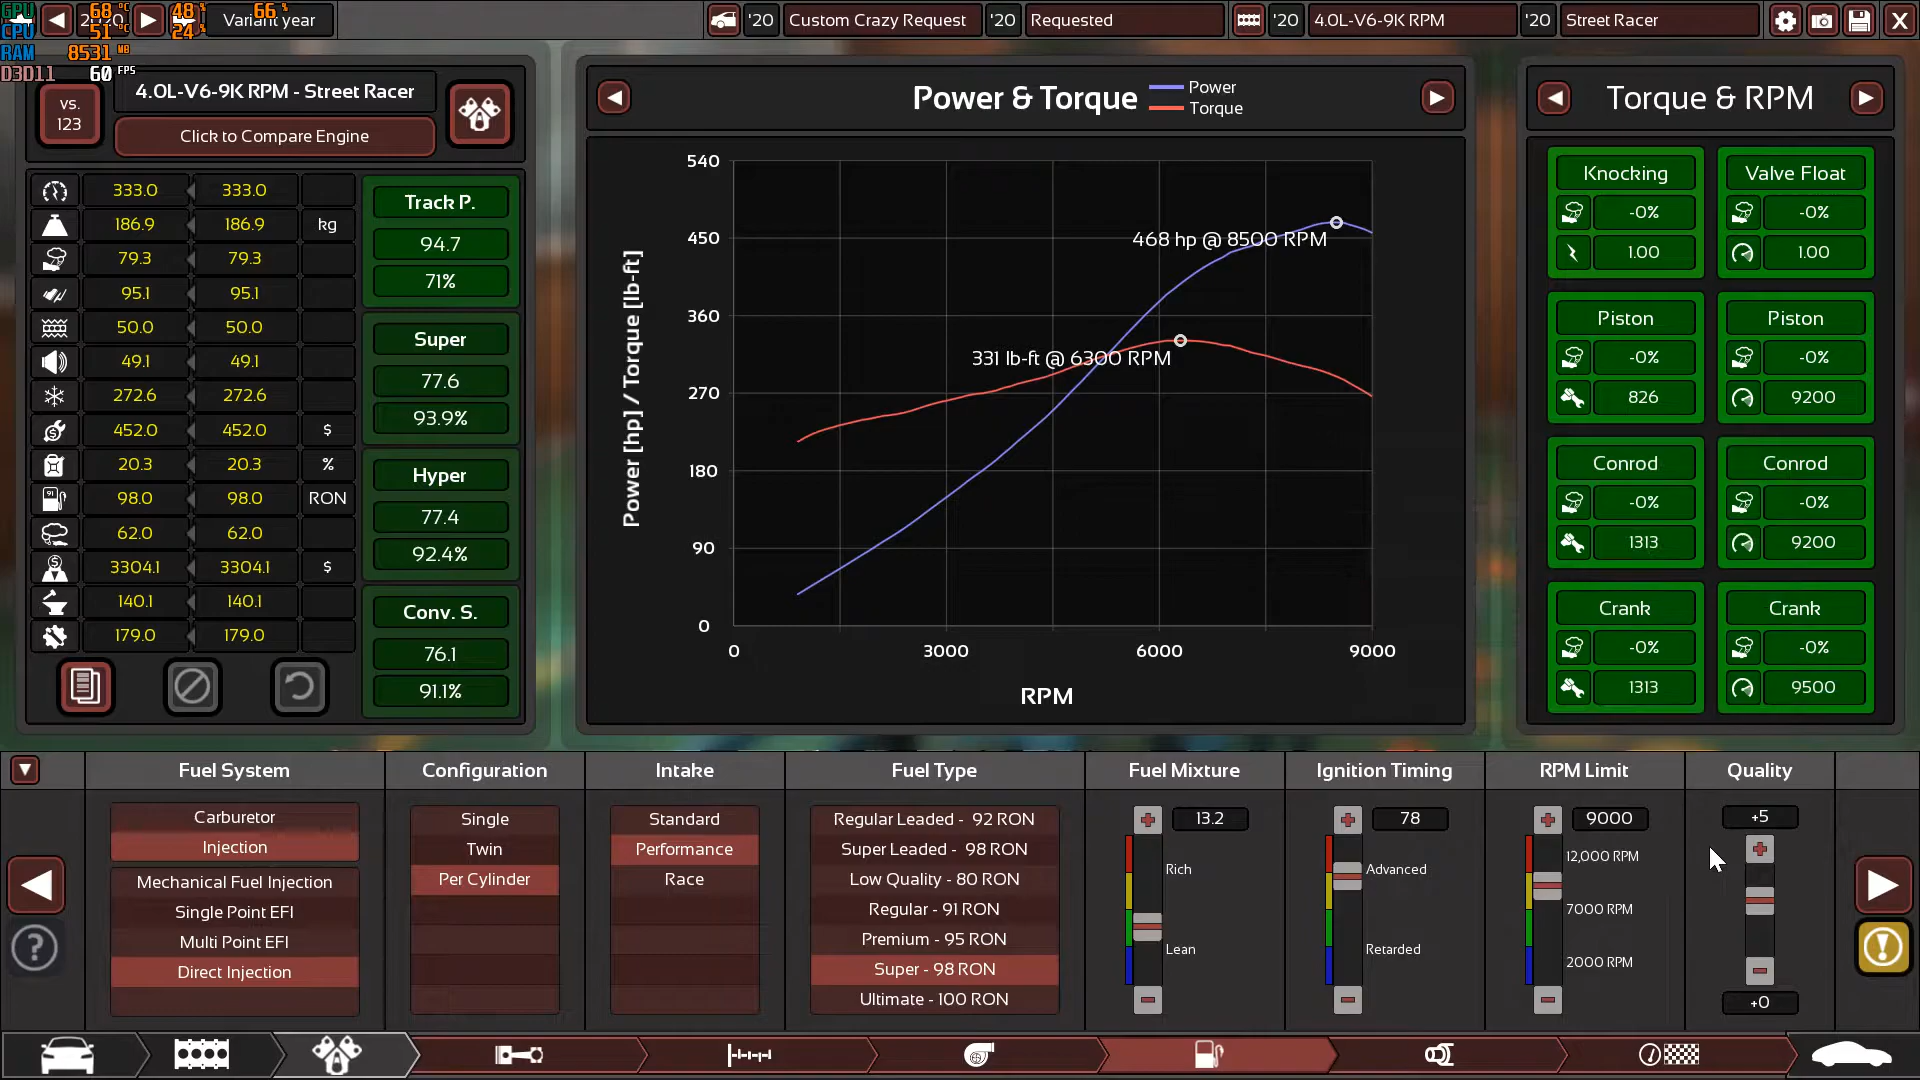 GPU 68 °C 48 % 66 %
CPU 51 °C 24 %
RAM 8531 MB
D3D11 60 FPS
Variant year
'20 Custom Crazy Request '20 Requested
'20 4.0L-V6-9K RPM '20 Street Racer
vs.
123
4.0L-V6-9K RPM - Street Racer
Click to Compare Engine
333.0 333.0
186.9 186.9 kg
79.3 79.3
95.1 95.1
50.0 50.0
49.1 49.1
272.6 272.6
452.0 452.0 $
20.3 20.3 %
98.0 98.0 RON
62.0 62.0
3304.1 3304.1 $
140.1 140.1
179.0 179.0
Track P.
94.7
71%
Super
77.6
93.9%
Hyper
77.4
92.4%
Conv. S.
76.1
91.1%
Power & Torque
Power
Torque
Power [hp] / Torque [lb-ft]
540
450
360
270
180
90
0
468 hp @ 8500 RPM
331 lb-ft @ 6300 RPM
0 3000 6000 9000
RPM
Torque & RPM
Knocking
-0%
1.00
Valve Float
-0%
1.00
Piston
-0%
826
Piston
-0%
9200
Conrod
-0%
1313
Conrod
-0%
9200
Crank
-0%
1313
Crank
-0%
9500
Fuel System
Carburetor
Injection
Mechanical Fuel Injection
Single Point EFI
Multi Point EFI
Direct Injection
Configuration
Single
Twin
Per Cylinder
Intake
Standard
Performance
Race
Fuel Type
Regular Leaded - 92 RON
Super Leaded - 98 RON
Low Quality - 80 RON
Regular - 91 RON
Premium - 95 RON
Super - 98 RON
Ultimate - 100 RON
Fuel Mixture
13.2
Rich
Lean
Ignition Timing
78
Advanced
Retarded
RPM Limit
9000
12,000 RPM
7000 RPM
2000 RPM
Quality
+5
+0